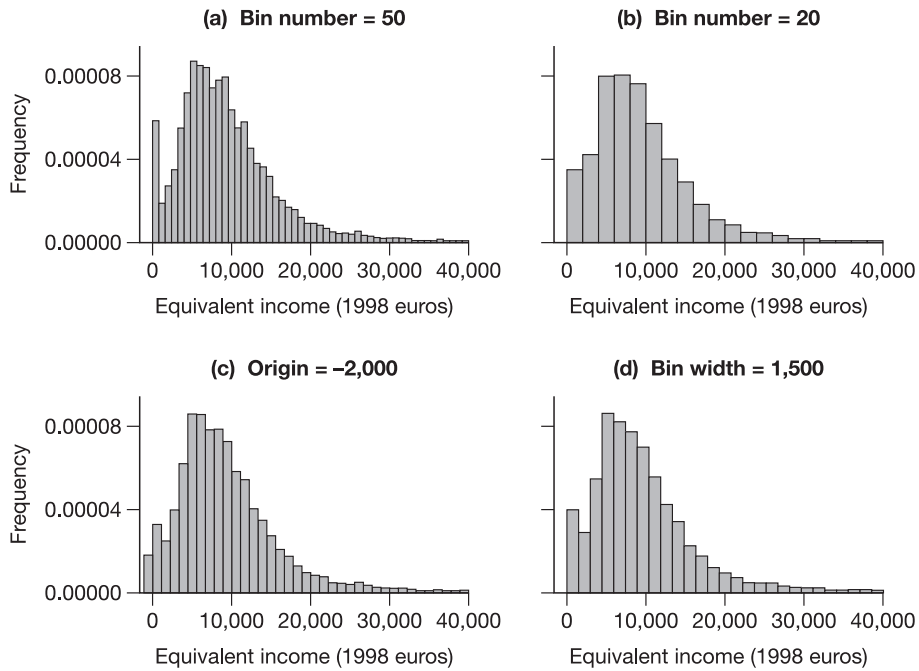 (a) Bin number = 50
Frequency
0.00008
0.00004
0.00000
0 10,000 20,000 30,000 40,000
Equivalent income (1998 euros)
(b) Bin number = 20
0 10,000 20,000 30,000 40,000
Equivalent income (1998 euros)
(c) Origin = –2,000
Frequency
0.00008
0.00004
0.00000
0 10,000 20,000 30,000 40,000
Equivalent income (1998 euros)
(d) Bin width = 1,500
0 10,000 20,000 30,000 40,000
Equivalent income (1998 euros)